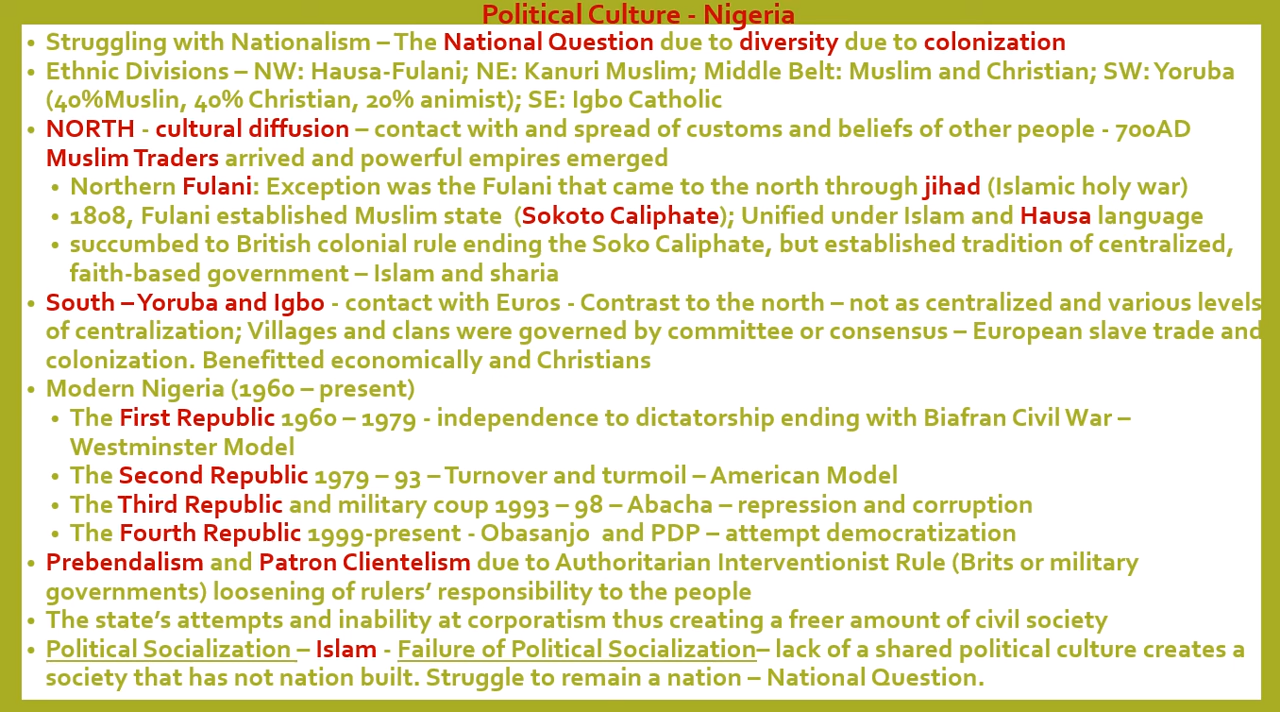 Political Culture - Nigeria
• Struggling with Nationalism – The National Question due to diversity due to colonization
• Ethnic Divisions – NW: Hausa-Fulani; NE: Kanuri Muslim; Middle Belt: Muslim and Christian; SW: Yoruba
(40%Muslin, 40% Christian, 20% animist); SE: Igbo Catholic
• NORTH - cultural diffusion – contact with and spread of customs and beliefs of other people - 700AD
Muslim Traders arrived and powerful empires emerged
• Northern Fulani: Exception was the Fulani that came to the north through jihad (Islamic holy war)
• 1808, Fulani established Muslim state (Sokoto Caliphate); Unified under Islam and Hausa language
• succumbed to British colonial rule ending the Soko Caliphate, but established tradition of centralized,
faith-based government – Islam and sharia
• South – Yoruba and Igbo - contact with Euros - Contrast to the north – not as centralized and various levels
of centralization; Villages and clans were governed by committee or consensus – European slave trade and
colonization. Benefitted economically and Christians
• Modern Nigeria (1960 – present)
• The First Republic 1960 – 1979 - independence to dictatorship ending with Biafran Civil War –
Westminster Model
• The Second Republic 1979 – 93 – Turnover and turmoil – American Model
• The Third Republic and military coup 1993 – 98 – Abacha – repression and corruption
• The Fourth Republic 1999-present - Obasanjo and PDP – attempt democratization
• Prebendalism and Patron Clientelism due to Authoritarian Interventionist Rule (Brits or military
governments) loosening of rulers’ responsibility to the people
• The state’s attempts and inability at corporatism thus creating a freer amount of civil society
• Political Socialization – Islam - Failure of Political Socialization– lack of a shared political culture creates a
society that has not nation built. Struggle to remain a nation – National Question.